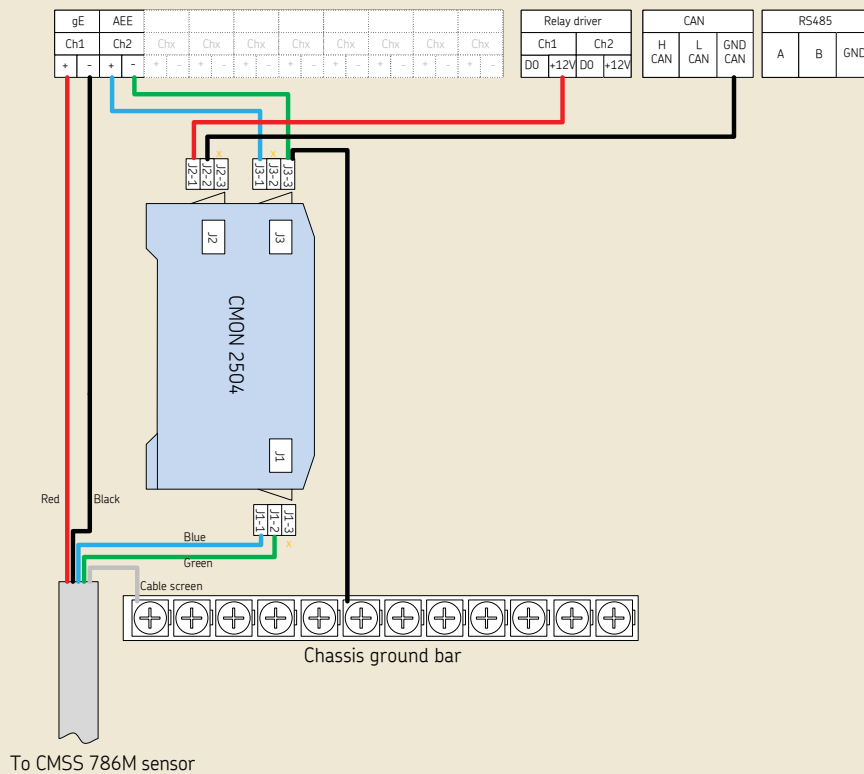 gE AEE Relay driver CAN RS485
Ch1 Ch2 Chx Chx Chx Chx Chx Chx Chx Chx Ch1 Ch2 H CAN L CAN GND CAN A B GND
+ - + - + - + - + - + - + - + - + - + - D0 +12V D0 +12V
x x
J2-1 J2-2 J2-3 J3-1 J3-2 J3-3
J2 J3
CMON 2504
J1
Red Black
J1-1 J1-2 J1-3
Blue x
Green
Cable screen
Chassis ground bar
To CMSS 786M sensor